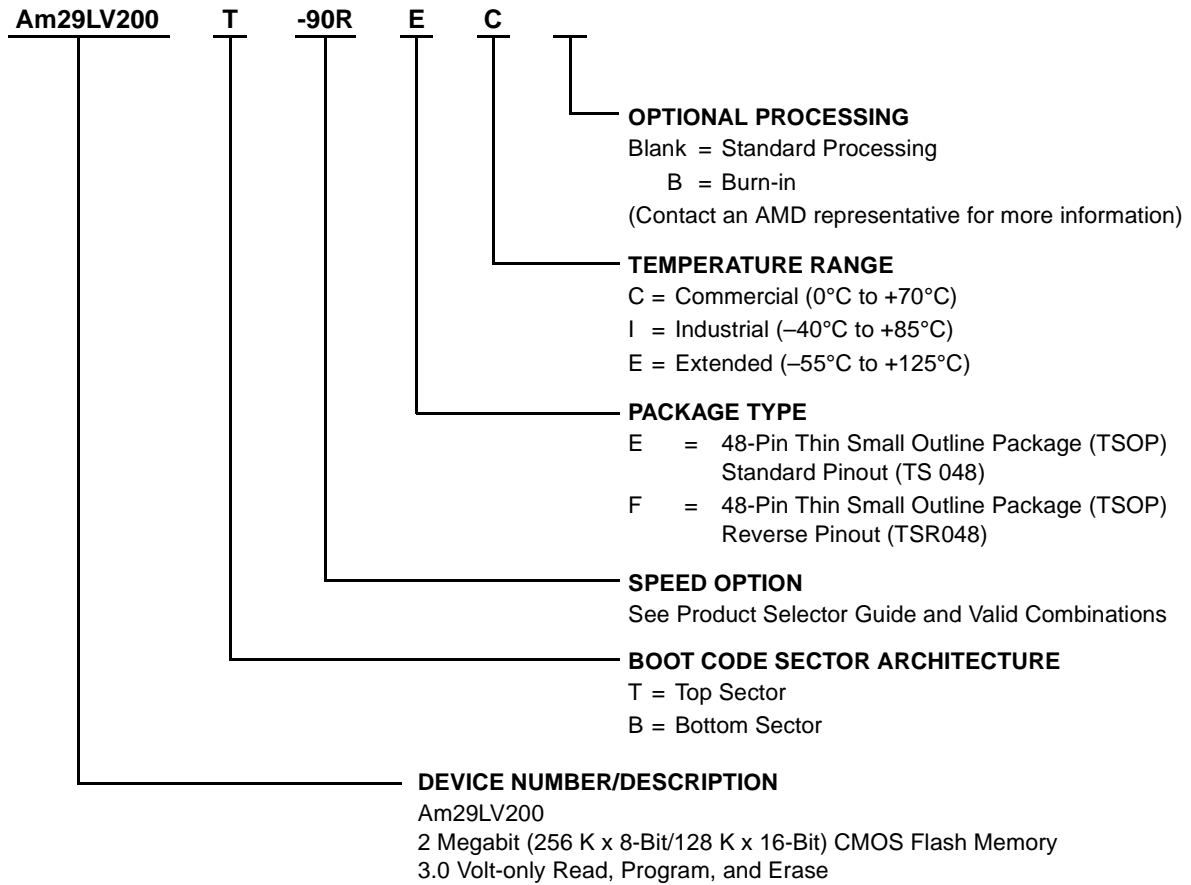 Am29LV200 T -90R E C
OPTIONAL PROCESSING
Blank = Standard Processing
B = Burn-in
(Contact an AMD representative for more information)
TEMPERATURE RANGE
C = Commercial (0°C to +70°C)
I = Industrial (–40°C to +85°C)
E = Extended (–55°C to +125°C)
PACKAGE TYPE
E = 48-Pin Thin Small Outline Package (TSOP)
Standard Pinout (TS 048)
F = 48-Pin Thin Small Outline Package (TSOP)
Reverse Pinout (TSR048)
SPEED OPTION
See Product Selector Guide and Valid Combinations
BOOT CODE SECTOR ARCHITECTURE
T = Top Sector
B = Bottom Sector
DEVICE NUMBER/DESCRIPTION
Am29LV200
2 Megabit (256 K x 8-Bit/128 K x 16-Bit) CMOS Flash Memory
3.0 Volt-only Read, Program, and Erase